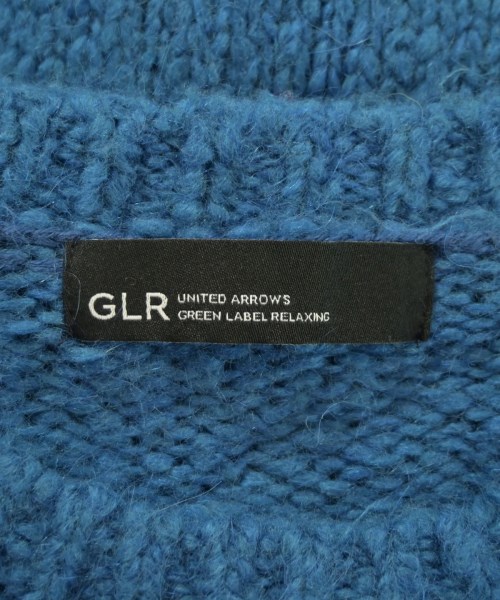 GLR
UNITED ARROWS
GREEN LABEL RELAXING